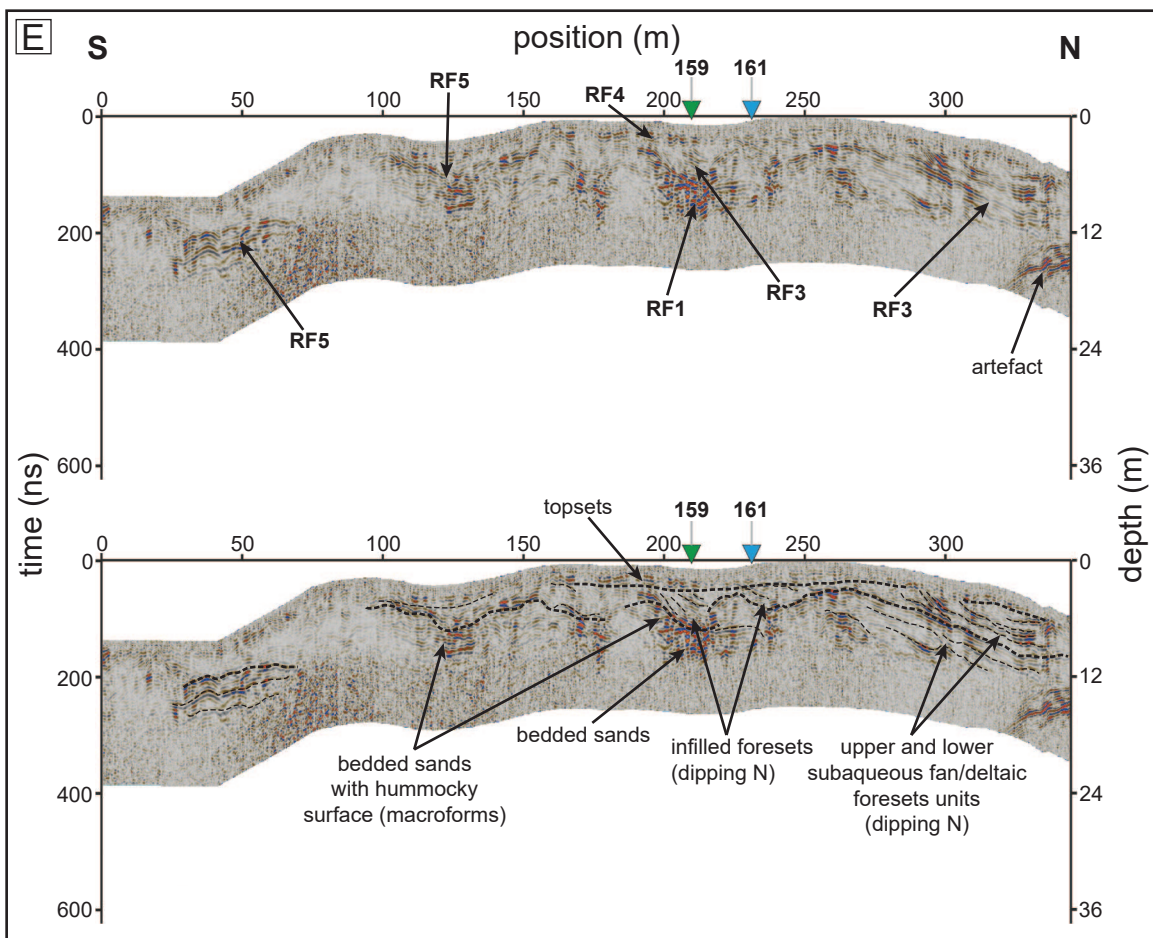 E
S
position (m)
N
159
161
RF5
RF4
0 50 100 150 200 250 300
0
200
400
600
0
12
24
36
RF5
RF1
RF3
RF3
artefact
time (ns)
depth (m)
topsets
159
161
0 50 100 150 200 250 300
0
200
400
600
0
12
24
36
bedded sands
with hummocky
surface (macroforms)
bedded sands
infilled foresets
(dipping N)
upper and lower
subaqueous fan/deltaic
foresets units
(dipping N)